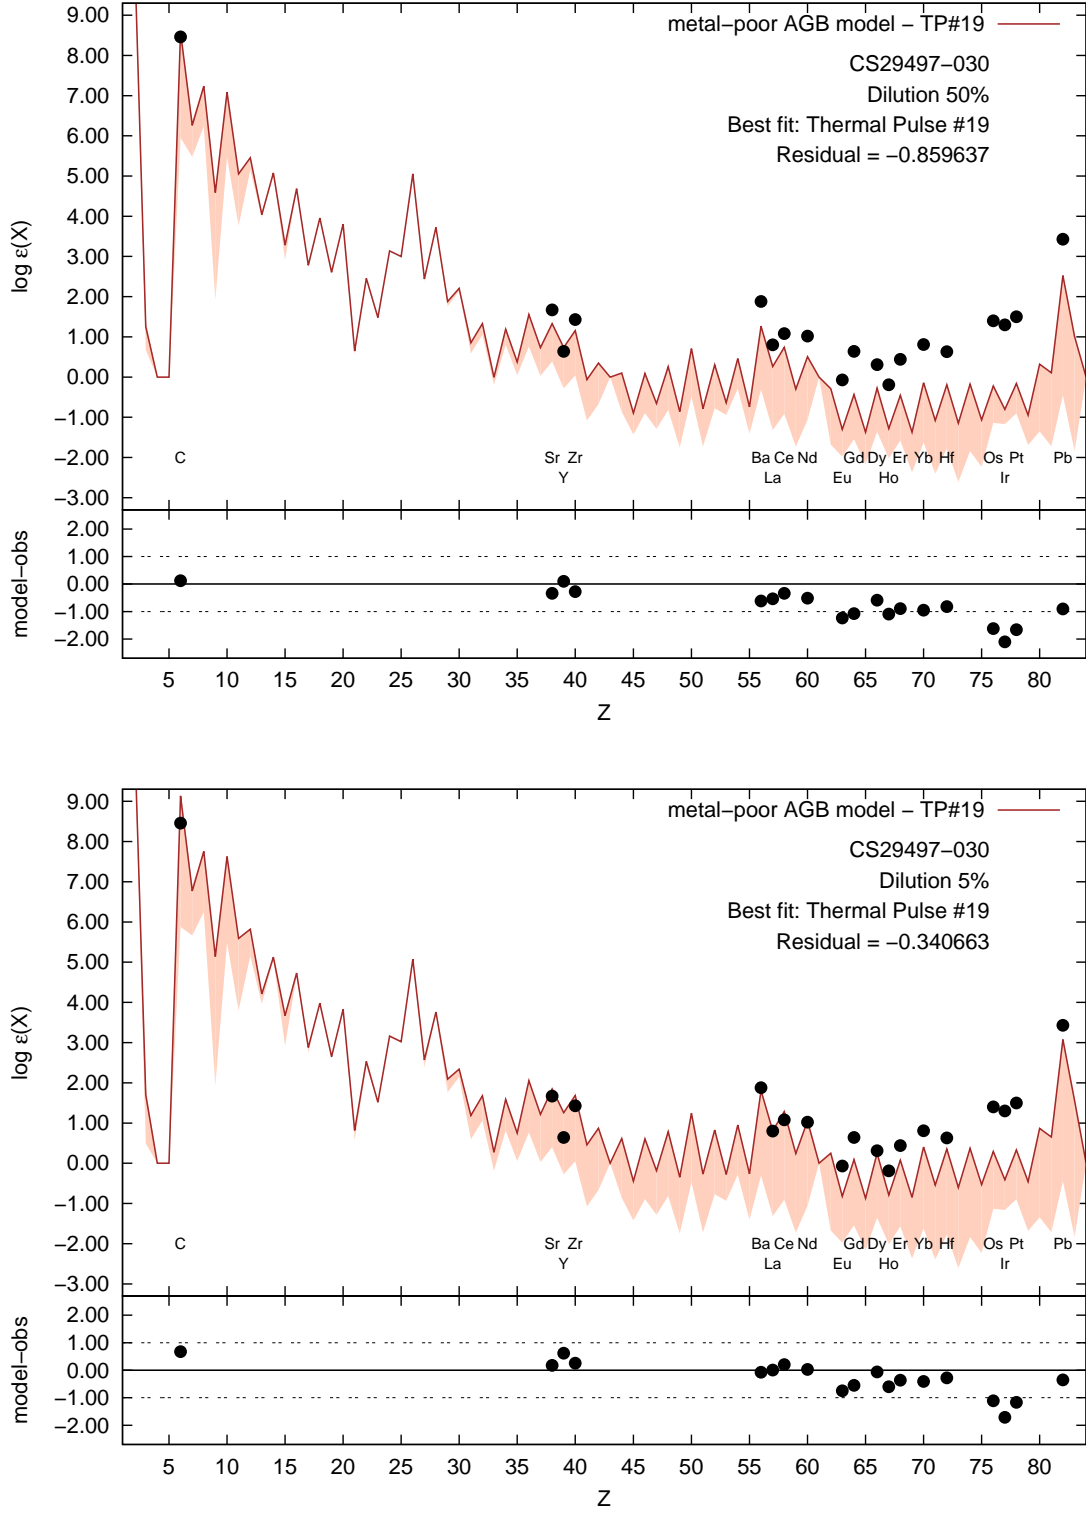 9.00
8.00
7.00
6.00
5.00
4.00
3.00
2.00
1.00
0.00
−1.00
−2.00
−3.00
log ε(X)
metal−poor AGB model − TP#19
CS29497−030
Dilution 50%
Best fit: Thermal Pulse #19
Residual = −0.859637
C Sr Zr Ba Ce Nd Gd Dy Er Yb Hf Os Pt Pb
Y La Eu Ho Ir
2.00
1.00
0.00
−1.00
−2.00
model−obs
5 10 15 20 25 30 35 40 45 50 55 60 65 70 75 80
Z
9.00
8.00
7.00
6.00
5.00
4.00
3.00
2.00
1.00
0.00
−1.00
−2.00
−3.00
log ε(X)
metal−poor AGB model − TP#19
CS29497−030
Dilution 5%
Best fit: Thermal Pulse #19
Residual = −0.340663
C Sr Zr Ba Ce Nd Gd Dy Er Yb Hf Os Pt Pb
Y La Eu Ho Ir
2.00
1.00
0.00
−1.00
−2.00
model−obs
5 10 15 20 25 30 35 40 45 50 55 60 65 70 75 80
Z